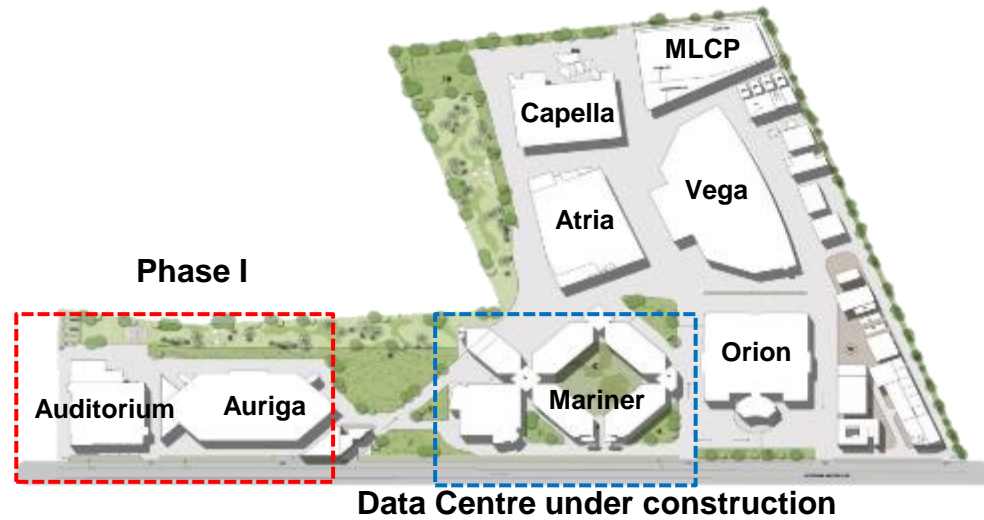 MLCP
Capella
Vega
Atria
Phase I
Orion
Auditorium
Auriga
Mariner
Data Centre under construction